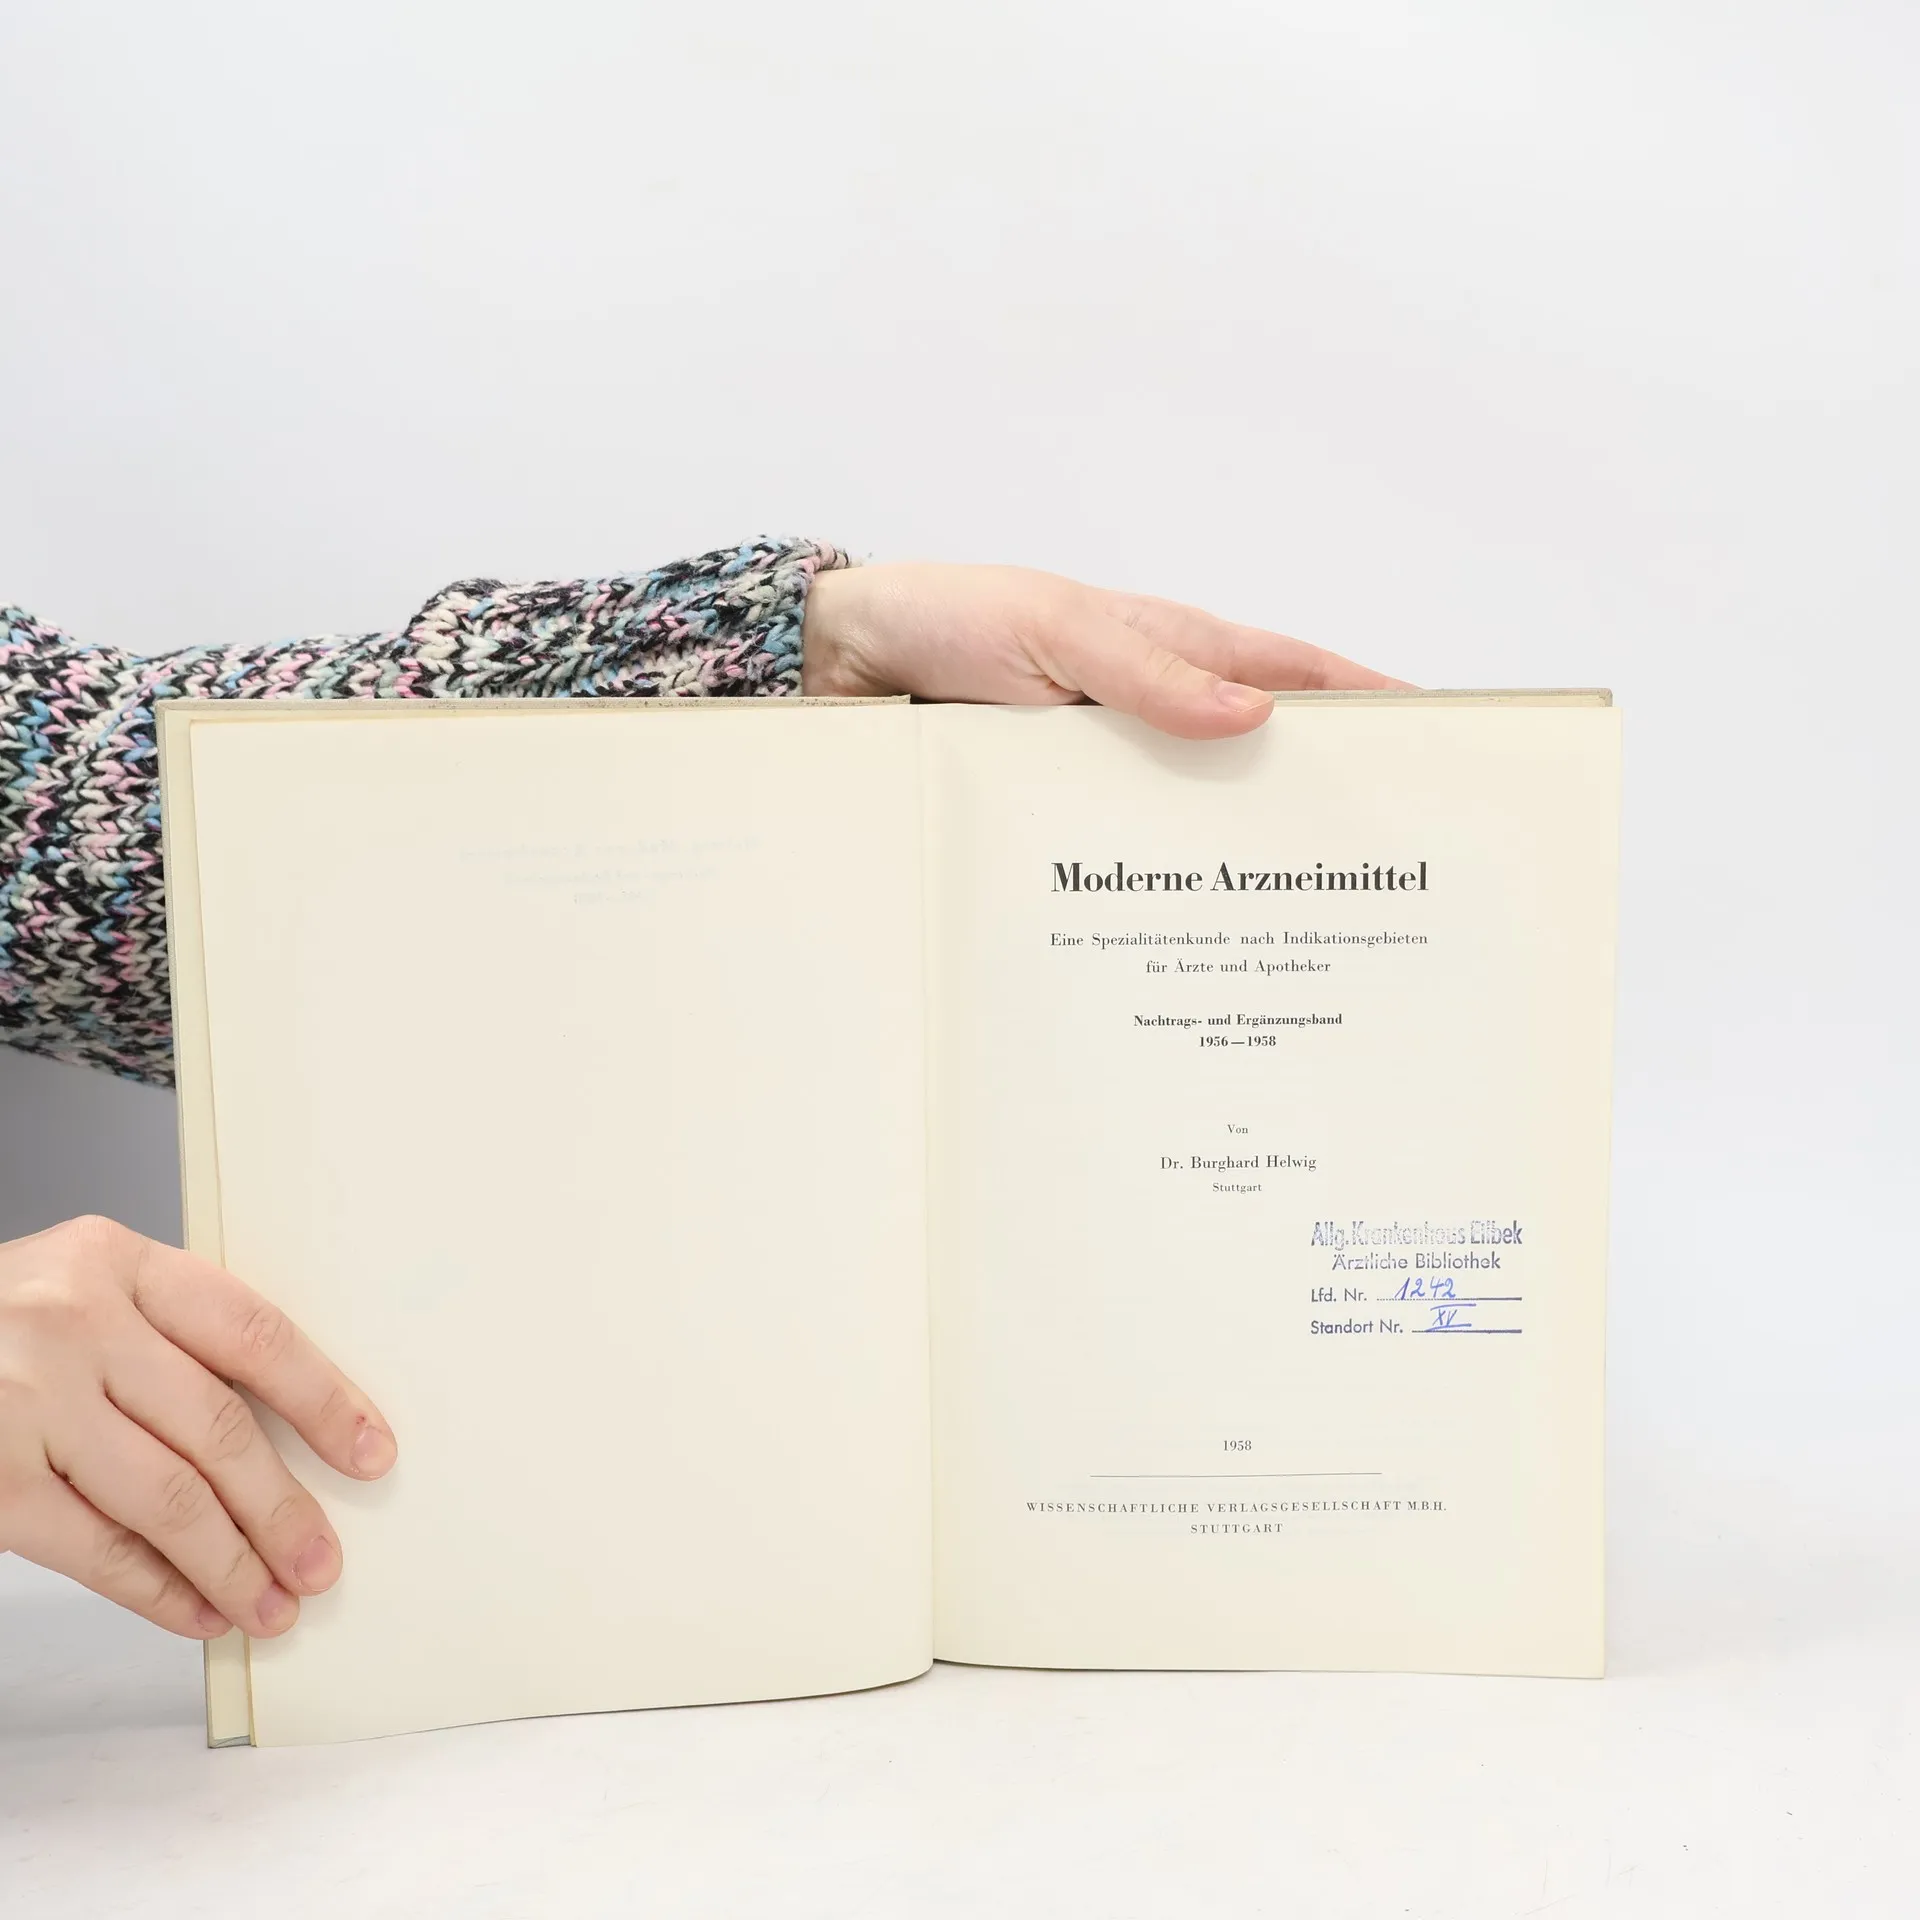 Moderne Arzneimittel
Eine Spezialitätenkunde nach Indikationsgebieten
für Ärzte und Apotheker
Nachtrags- und Ergänzungsband
1956—1958
Von
Dr. Burghard Helwig
Stuttgart
Allg. Krankenhaus Eilbek
Ärztliche Bibliothek
Lfd. Nr. 1242
Standort Nr. XV
1958
WISSENSCHAFTLICHE VERLAGSGESELLSCHAFT M.B.H.
STUTTGART